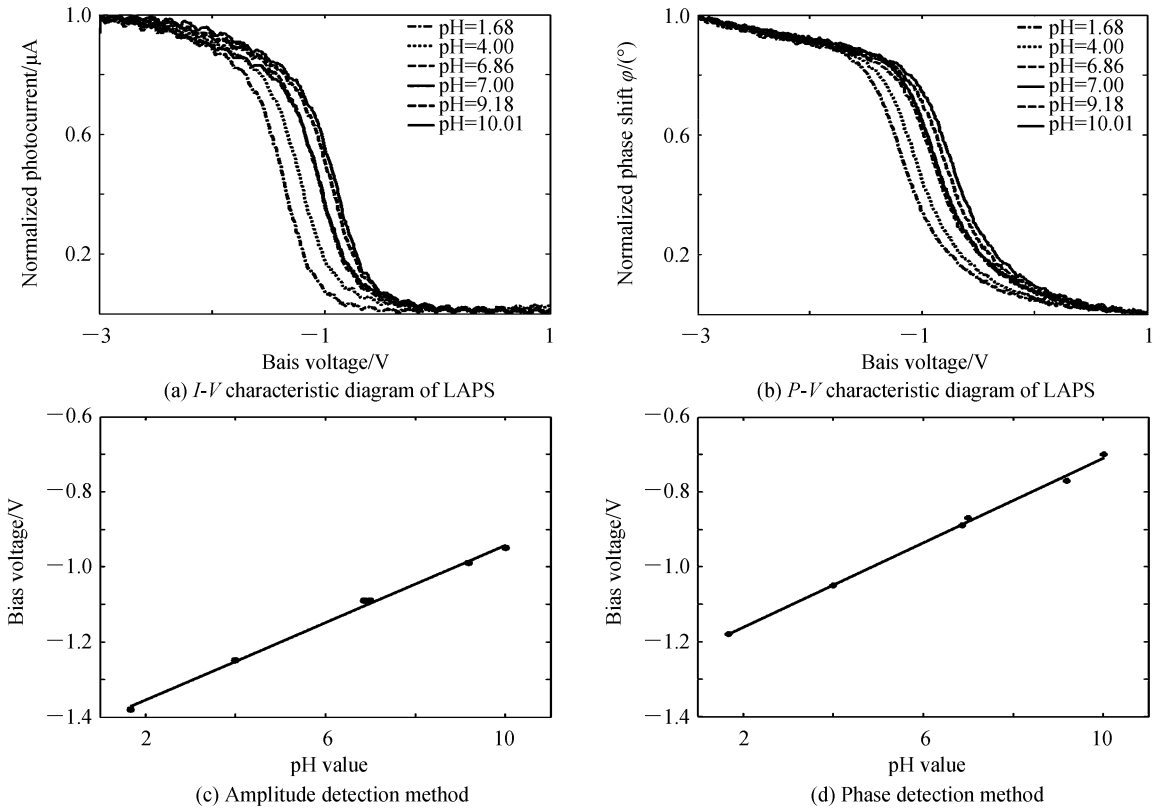 Normalized photocurrent/μA
1.0
0.6
0.2
−3
−1
1
Bais voltage/V
pH=1.68
pH=4.00
pH=6.86
pH=7.00
pH=9.18
pH=10.01
(a) I-V characteristic diagram of LAPS
Normalized phase shift φ/(°)
1.0
0.6
0.2
−3
−1
1
Bais voltage/V
pH=1.68
pH=4.00
pH=6.86
pH=7.00
pH=9.18
pH=10.01
(b) P-V characteristic diagram of LAPS
Bias voltage/V
−0.6
−0.8
−1.0
−1.2
−1.4
2
6
10
pH value
(c) Amplitude detection method
Bias voltage/V
−0.6
−0.8
−1.0
−1.2
−1.4
2
6
10
pH value
(d) Phase detection method